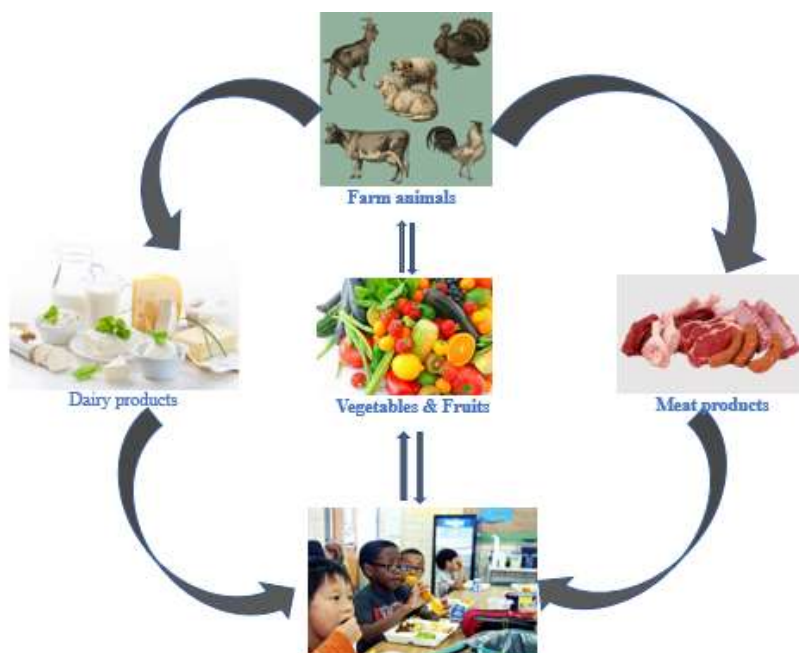 Farm animals
Dairy products
Vegetables & Fruits
Meat products